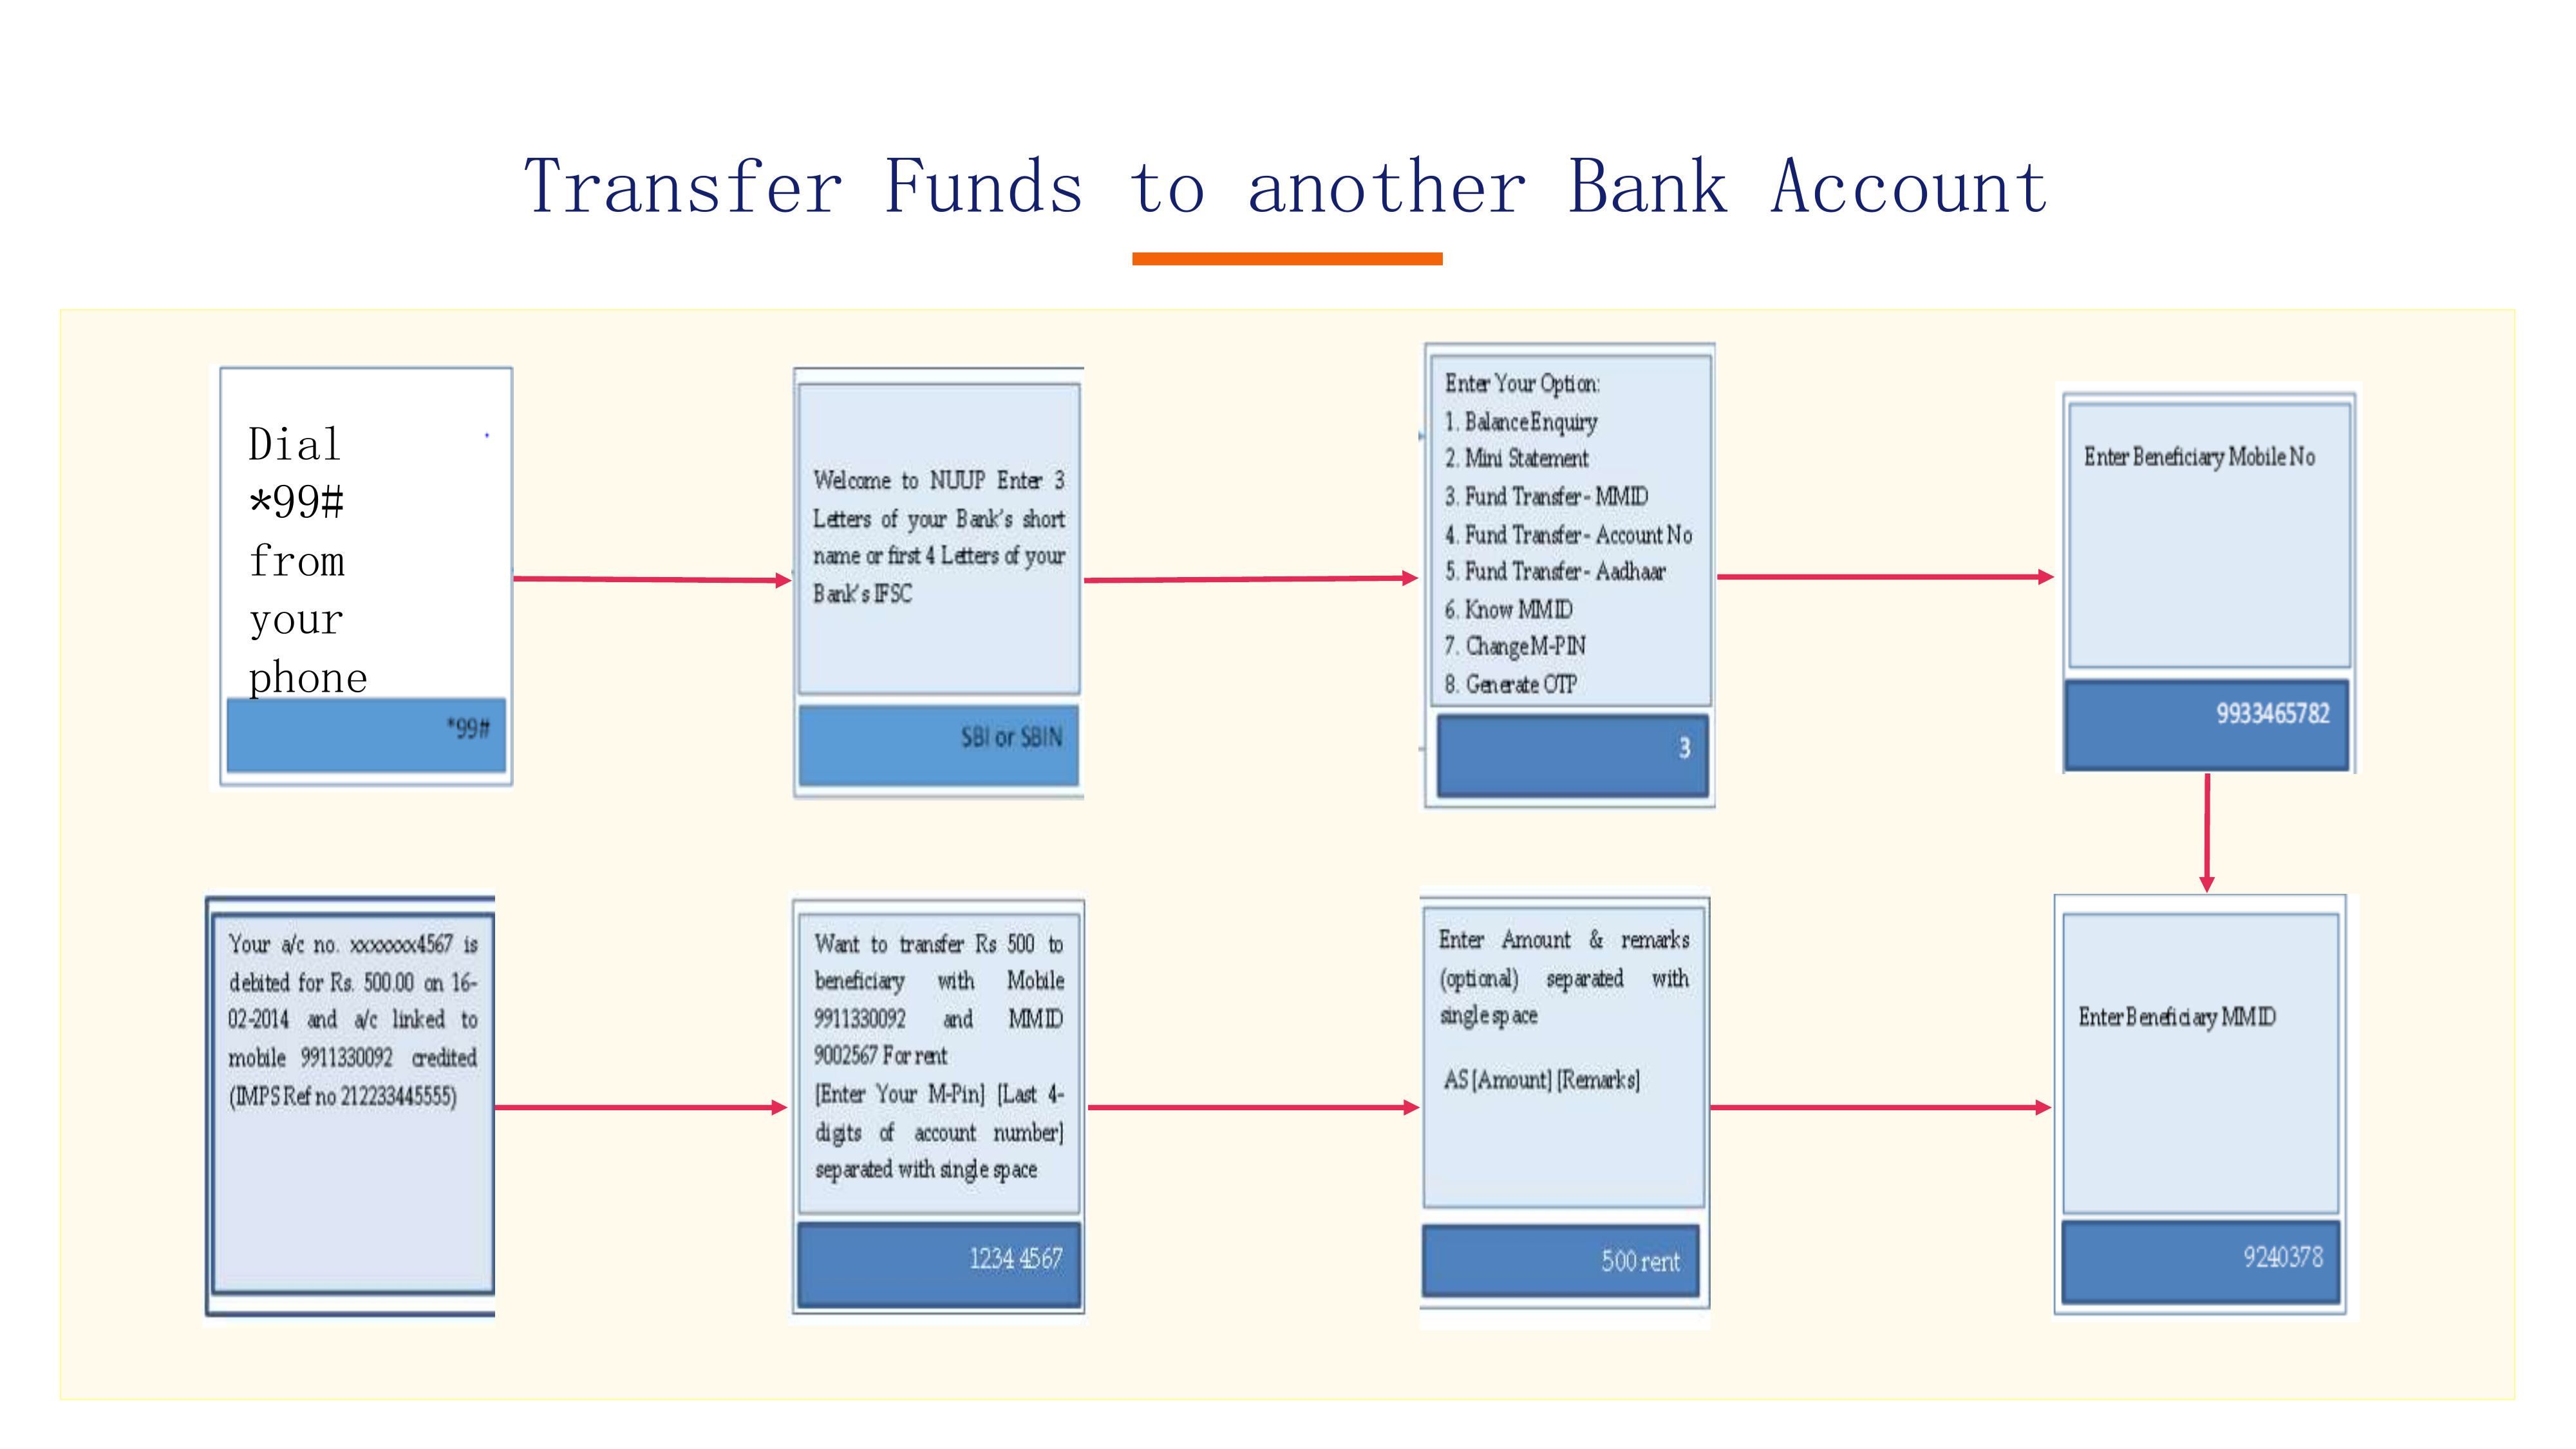 Transfer Funds to another Bank Account
Dial
*99#
from
your
phone
*99#
Welcome to NUUP Enter 3
Letters of your Bank's short
name or first 4 Letters of your
Bank's IFSC
SBI or SBIN
Enter Your Option:
1. Balance Enquiry
2. Mini Statement
3. Fund Transfer - MMID
4. Fund Transfer - Account No
5. Fund Transfer - Aadhaar
6. Know MMID
7. Change M-PIN
8. Generate OTP
3
Enter Beneficiary Mobile No
9933465782
Your a/c no. xxxxxxx4567 is
debited for Rs. 500.00 on 16-
02-2014 and a/c linked to
mobile 9911330092 credited
(IMPS Ref no 212233445555)
Want to transfer Rs 500 to
beneficiary with Mobile
9911330092 and MMID
9002567 For rent
[Enter Your M-Pin] [Last 4-
digits of account number]
separated with single space
1234 4567
Enter Amount & remarks
(optional) separated with
single space
AS [Amount] [Remarks]
500 rent
Enter Beneficiary MMID
9240378